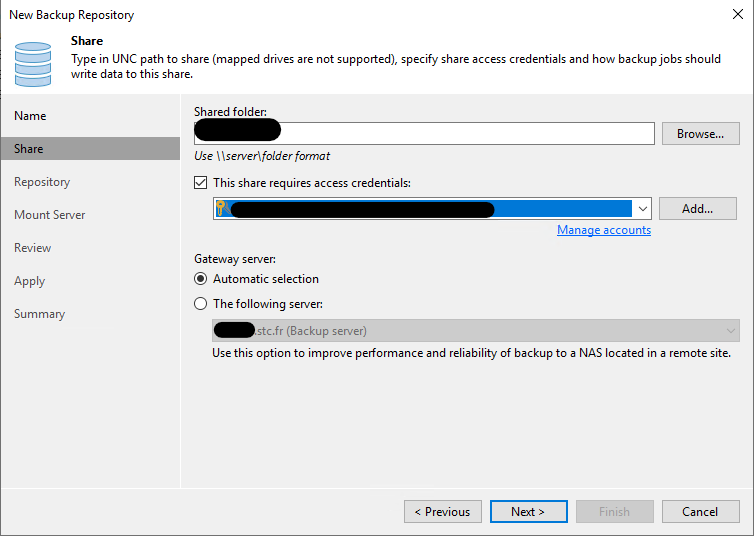 New Backup Repository
Share
Type in UNC path to share (mapped drives are not supported), specify share access credentials and how backup jobs should
write data to this share.
Name
Share
Repository
Mount Server
Review
Apply
Summary
Shared folder:
Browse...
Use \\server\folder format
This share requires access credentials:
Add...
Manage accounts
Gateway server:
Automatic selection
The following server:
.stc.fr (Backup server)
Use this option to improve performance and reliability of backup to a NAS located in a remote site.
< Previous
Next >
Finish
Cancel